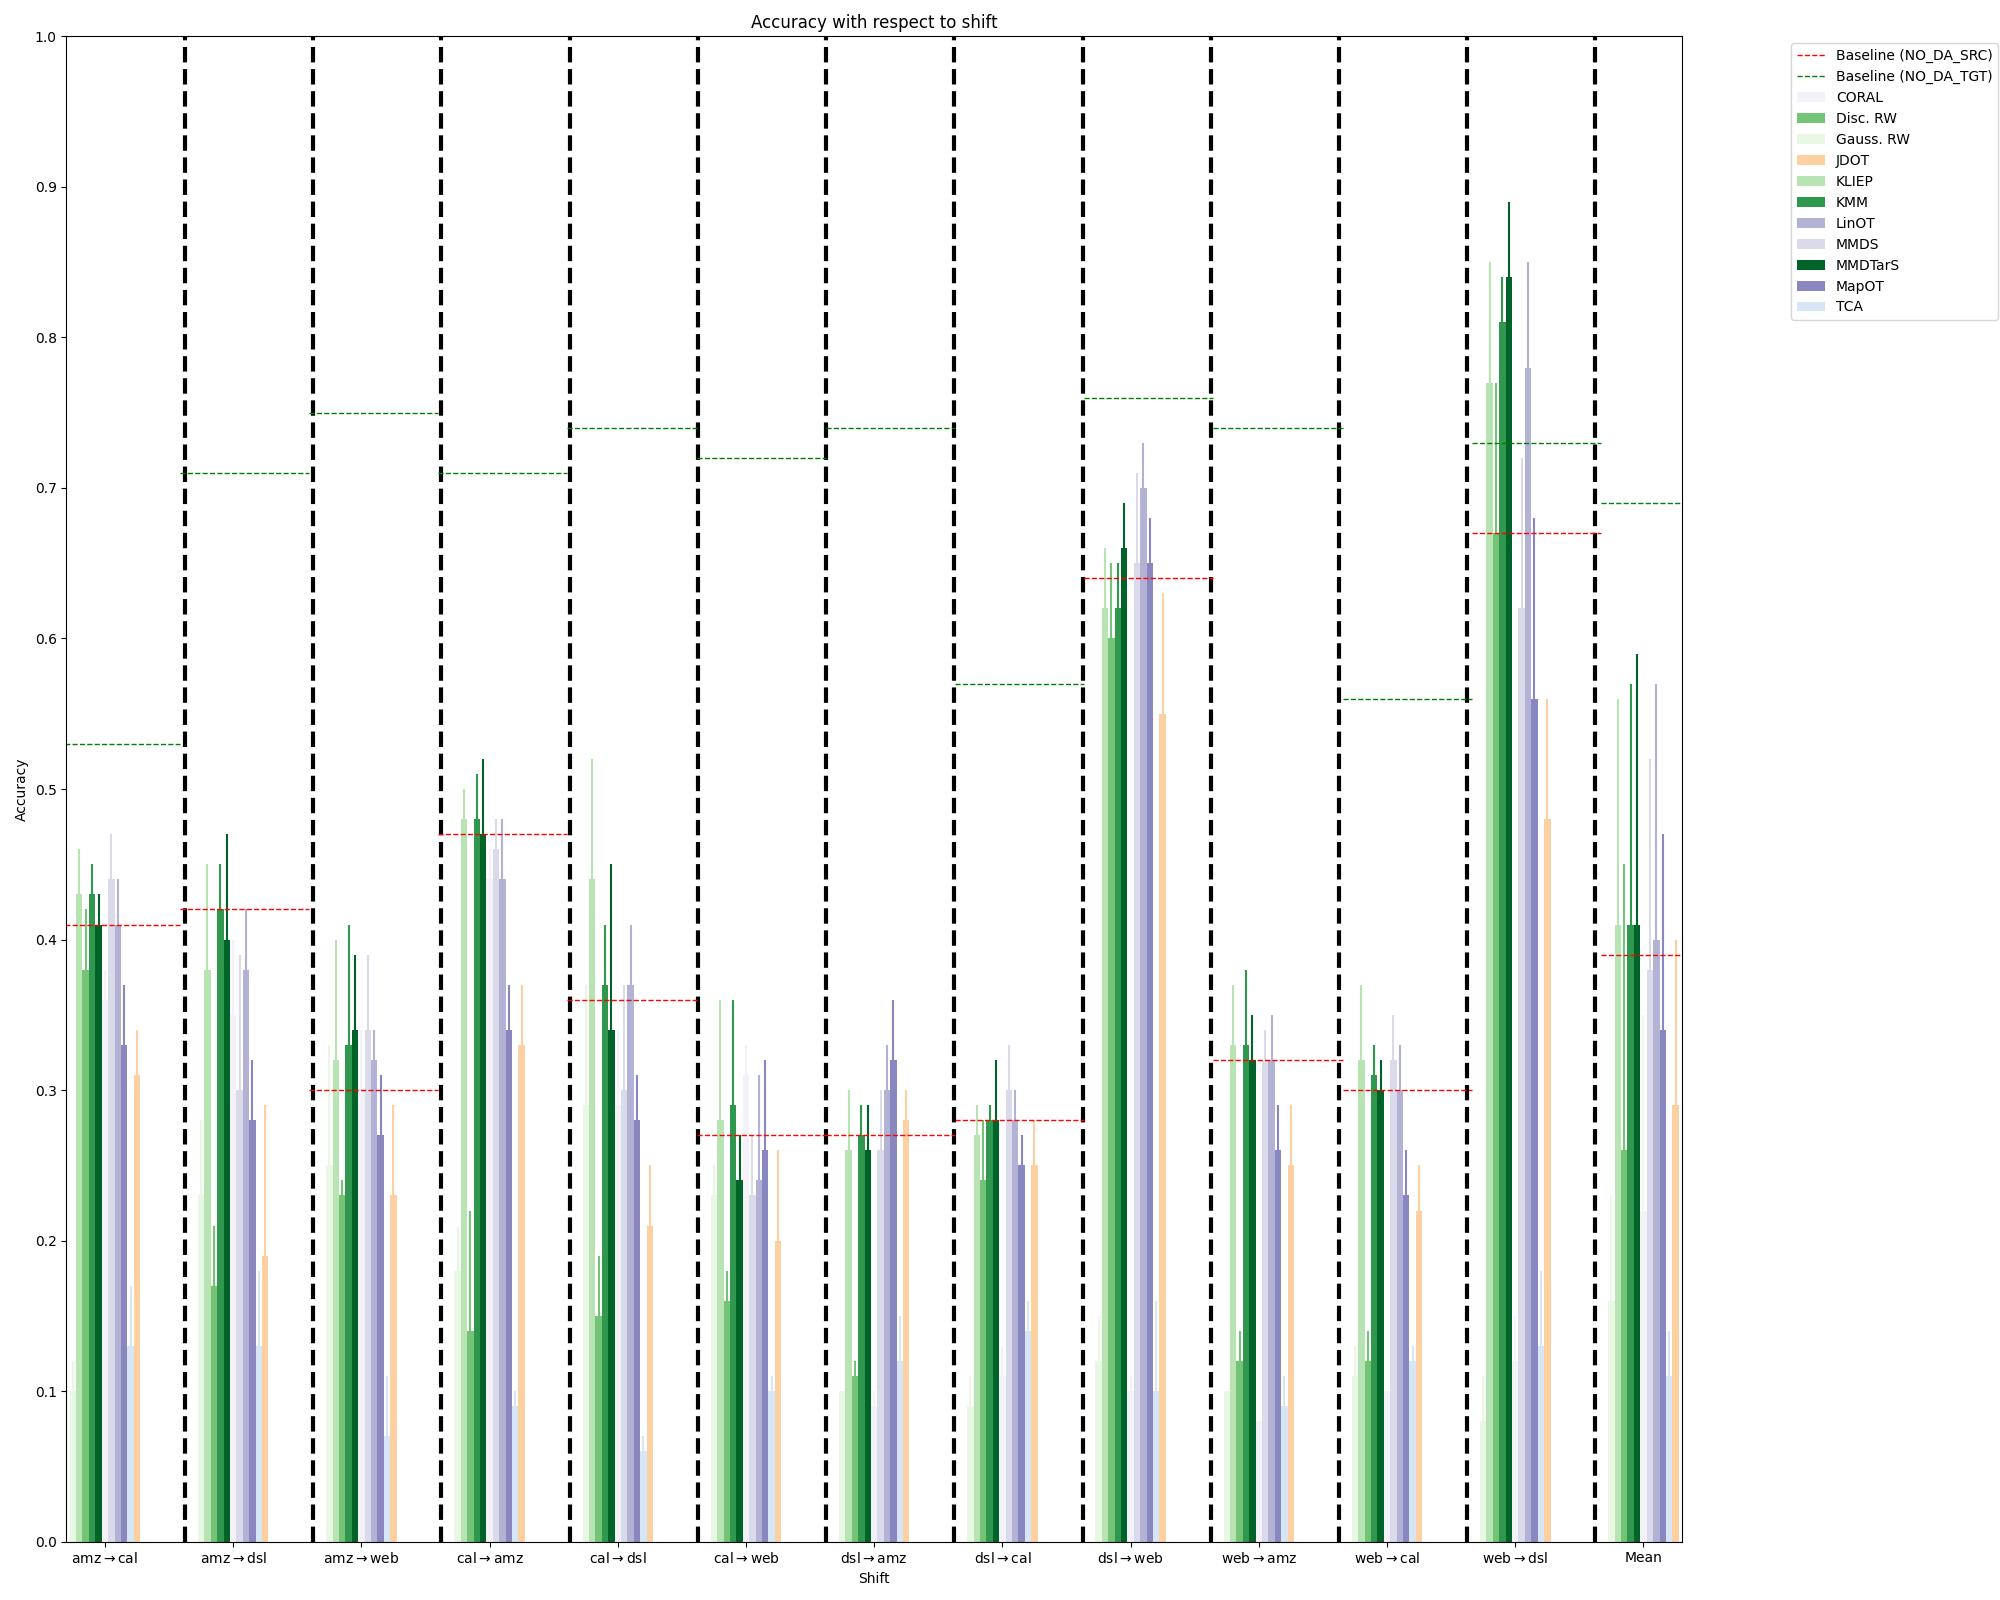 Accuracy with respect to shift
1.0
0.9
0.8
0.7
0.6
0.5
0.4
0.3
0.2
0.1
0.0
Accuracy
amz→cal
amz→dsl
amz→web
cal→amz
cal→dsl
cal→web
dsl→amz
dsl→cal
dsl→web
web→amz
web→cal
web→dsl
Mean
Shift
Baseline (NO_DA_SRC)
Baseline (NO_DA_TGT)
CORAL
Disc. RW
Gauss. RW
JDOT
KLIEP
KMM
LinOT
MMDS
MMDTarS
MapOT
TCA